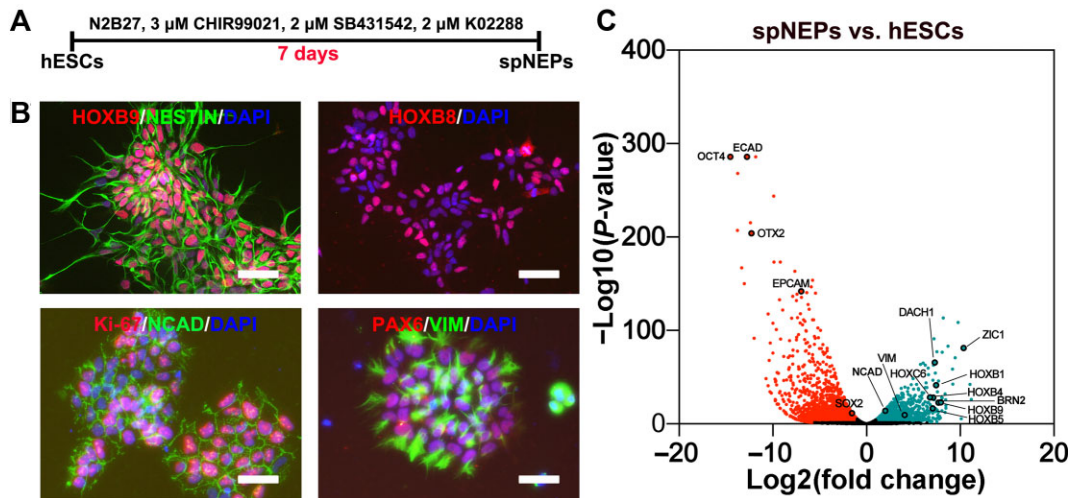 A
N2B27, 3 µM CHIR99021, 2 µM SB431542, 2 µM K02288
hESCs
7 days
spNEPs
B
HOXB9/NESTIN/DAPI
HOXB8/DAPI
Ki-67/NCAD/DAPI
PAX6/VIM/DAPI
C
spNEPs vs. hESCs
−Log10(P-value)
400
300
200
100
0
OCT4
ECAD
OTX2
EPCAM
DACH1
ZIC1
VIM
NCAD
HOXC6
HOXB1
HOXB4
BRN2
HOXB9
HOXB5
SOX2
−20
−10
0
10
20
Log2(fold change)